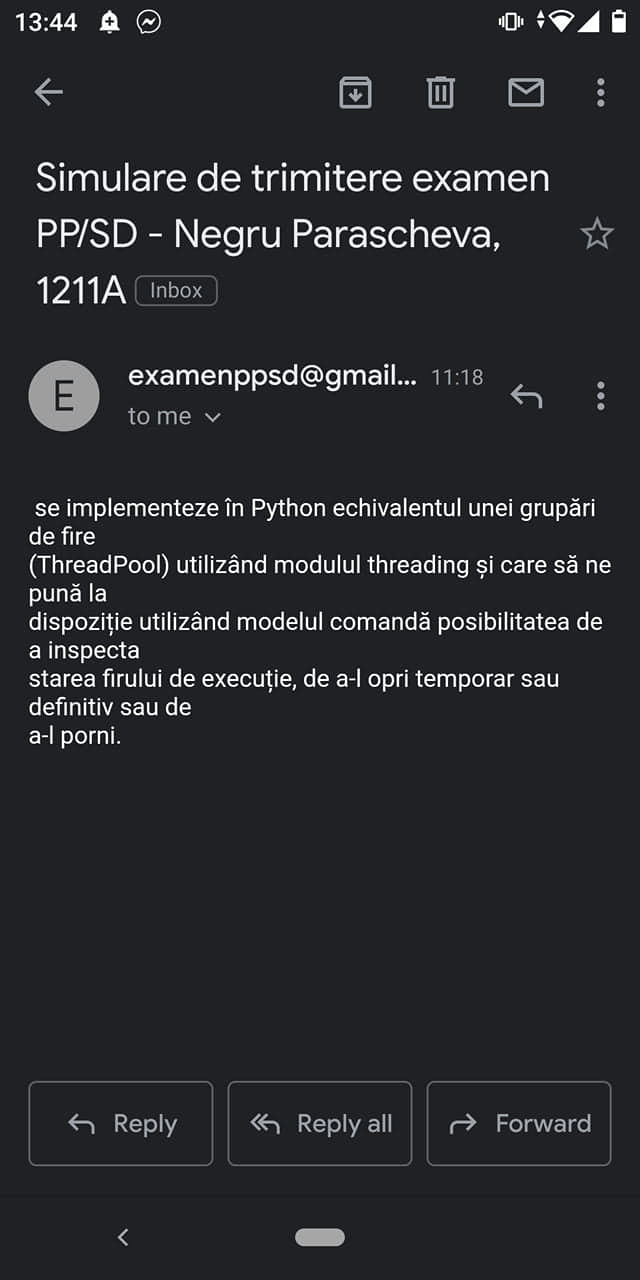 13:44
Simulare de trimitere examen
PP/SD - Negru Parascheva,
1211A Inbox
E
examenppsd@gmail... 11:18
to me
se implementeze în Python echivalentul unei grupări
de fire
(ThreadPool) utilizând modulul threading și care să ne
pună la
dispoziție utilizând modelul comandă posibilitatea de
a inspecta
starea firului de execuție, de a-l opri temporar sau
definitiv sau de
a-l porni.
Reply Reply all Forward